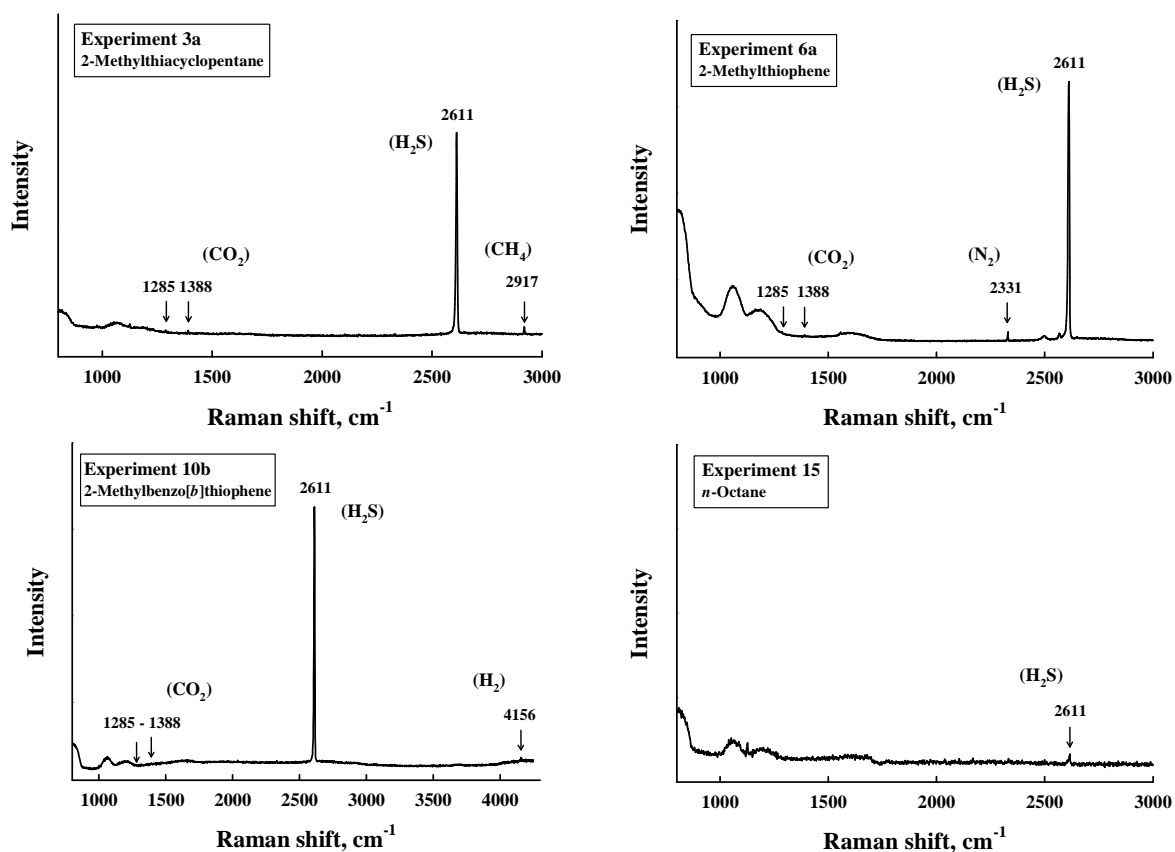 Experiment 3a
2-Methylthiacyclopentane
2611
(H₂S)
(CO₂)
(CH₄)
1285 1388
2917
Intensity
1000 1500 2000 2500 3000
Raman shift, cm⁻¹
Experiment 6a
2-Methylthiophene
2611
(H₂S)
(CO₂)
(N₂)
1285 1388
2331
Intensity
1000 1500 2000 2500 3000
Raman shift, cm⁻¹
Experiment 10b
2-Methylbenzo[b]thiophene
2611
(H₂S)
(CO₂)
(H₂)
1285 - 1388
4156
Intensity
1000 1500 2000 2500 3000 3500 4000
Raman shift, cm⁻¹
Experiment 15
n-Octane
(H₂S)
2611
Intensity
1000 1500 2000 2500 3000
Raman shift, cm⁻¹